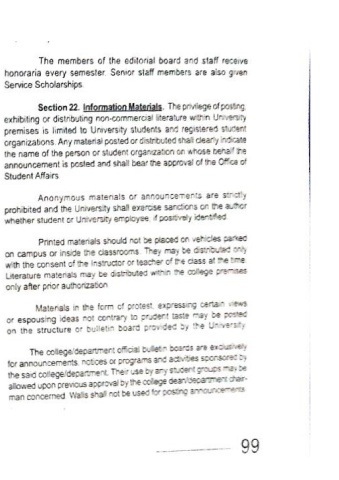 The members of the editorial board and staff receive
honoraria every semester. Senior staff members are also given
Service Scholarships.
Section 22. Information Materials. The privilege of posting,
exhibiting or distributing non-commercial literature within University
premises is limited to University students and registered student
organizations. Any material posted or distributed shall clearly indicate
the name of the person or student organization on whose behalf the
announcement is posted and shall bear the approval of the Office of
Student Affairs.
Anonymous materials or announcements are strictly
prohibited and the University shall exercise sanctions on the author
whether student or University employee, if positively identified.
Printed materials should not be placed on vehicles parked
on campus or inside the classrooms. They may be distributed only
with the consent of the Instructor or teacher of the class at the time.
Literature materials may be distributed within the college premises
only after prior authorization.
Materials in the form of protest, expressing certain views
or espousing ideas not contrary to prudent taste may be posted
on the structure or bulletin board provided by the University.
The college/department official bulletin boards are exclusively
for announcements, notices or programs and activities sponsored by
the said college/department. Their use by any student groups may be
allowed upon previous approval by the college dean/department chair-
man concerned. Walls shall not be used for posting announcements.
99